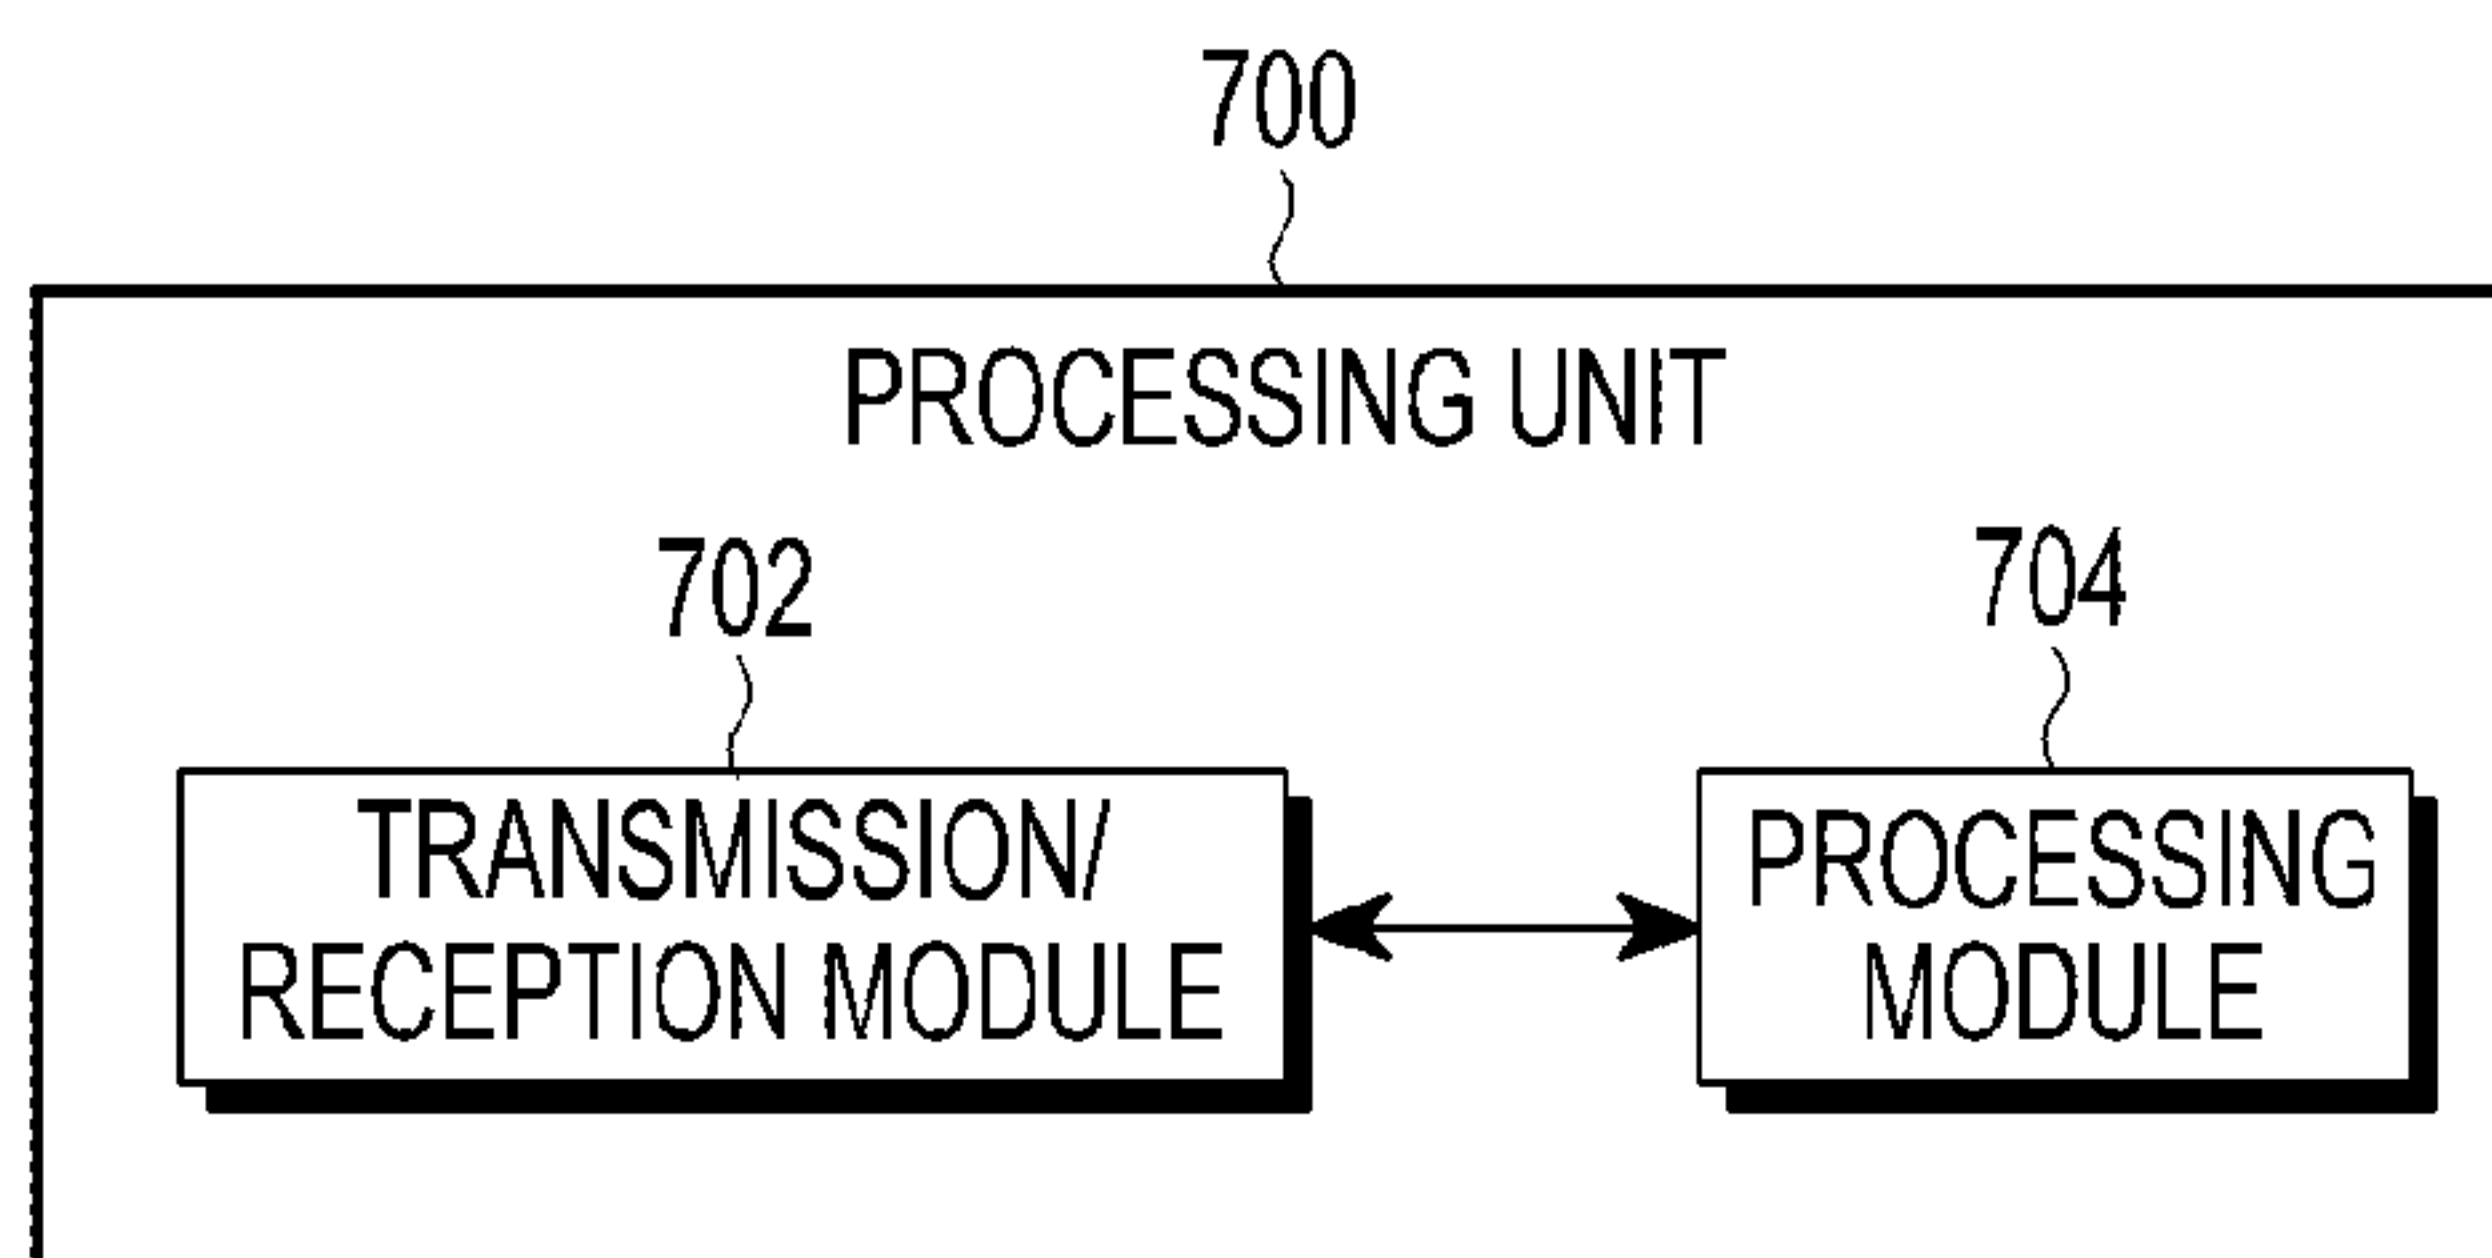 700
PROCESSING UNIT
702
704
TRANSMISSION/
RECEPTION MODULE
PROCESSING
MODULE